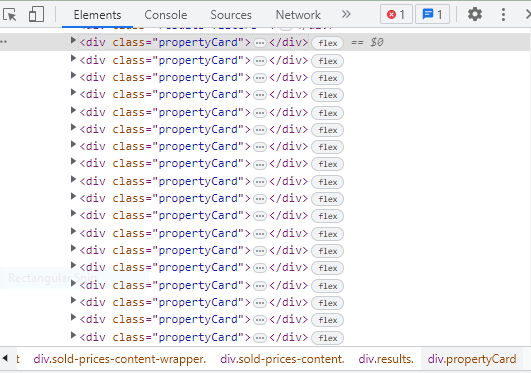 Elements Console Sources Network » 1 1
<div class="propertyCard">…</div> flex == $0
<div class="propertyCard">…</div> flex
<div class="propertyCard">…</div> flex
<div class="propertyCard">…</div> flex
<div class="propertyCard">…</div> flex
<div class="propertyCard">…</div> flex
<div class="propertyCard">…</div> flex
<div class="propertyCard">…</div> flex
<div class="propertyCard">…</div> flex
<div class="propertyCard">…</div> flex
<div class="propertyCard">…</div> flex
<div class="propertyCard">…</div> flex
<div class="propertyCard">…</div> flex
<div class="propertyCard">…</div> flex
Rectangular Snip
<div class="propertyCard">…</div> flex
<div class="propertyCard">…</div> flex
<div class="propertyCard">…</div> flex
<div class="propertyCard">…</div> flex
t div.sold-prices-content-wrapper. div.sold-prices-content. div.results. div.propertyCard